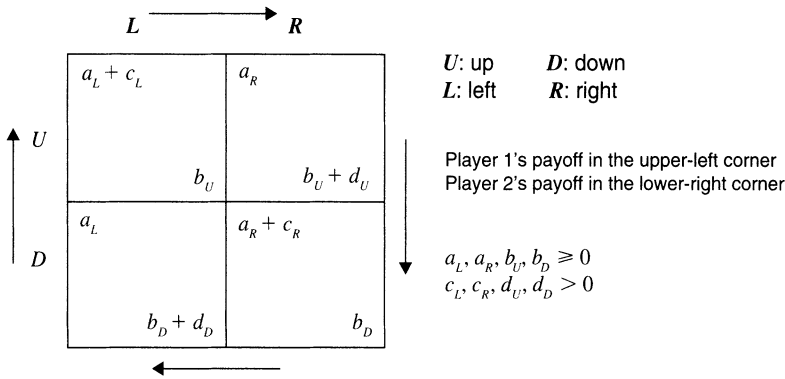 L R
U: up D: down
L: left R: right
a_L + c_L a_R
U
b_U b_U + d_U
Player 1's payoff in the upper-left corner
Player 2's payoff in the lower-right corner
a_L a_R + c_R
D
a_L, a_R, b_U, b_D ⩾ 0
c_L, c_R, d_U, d_D > 0
b_D + d_D b_D